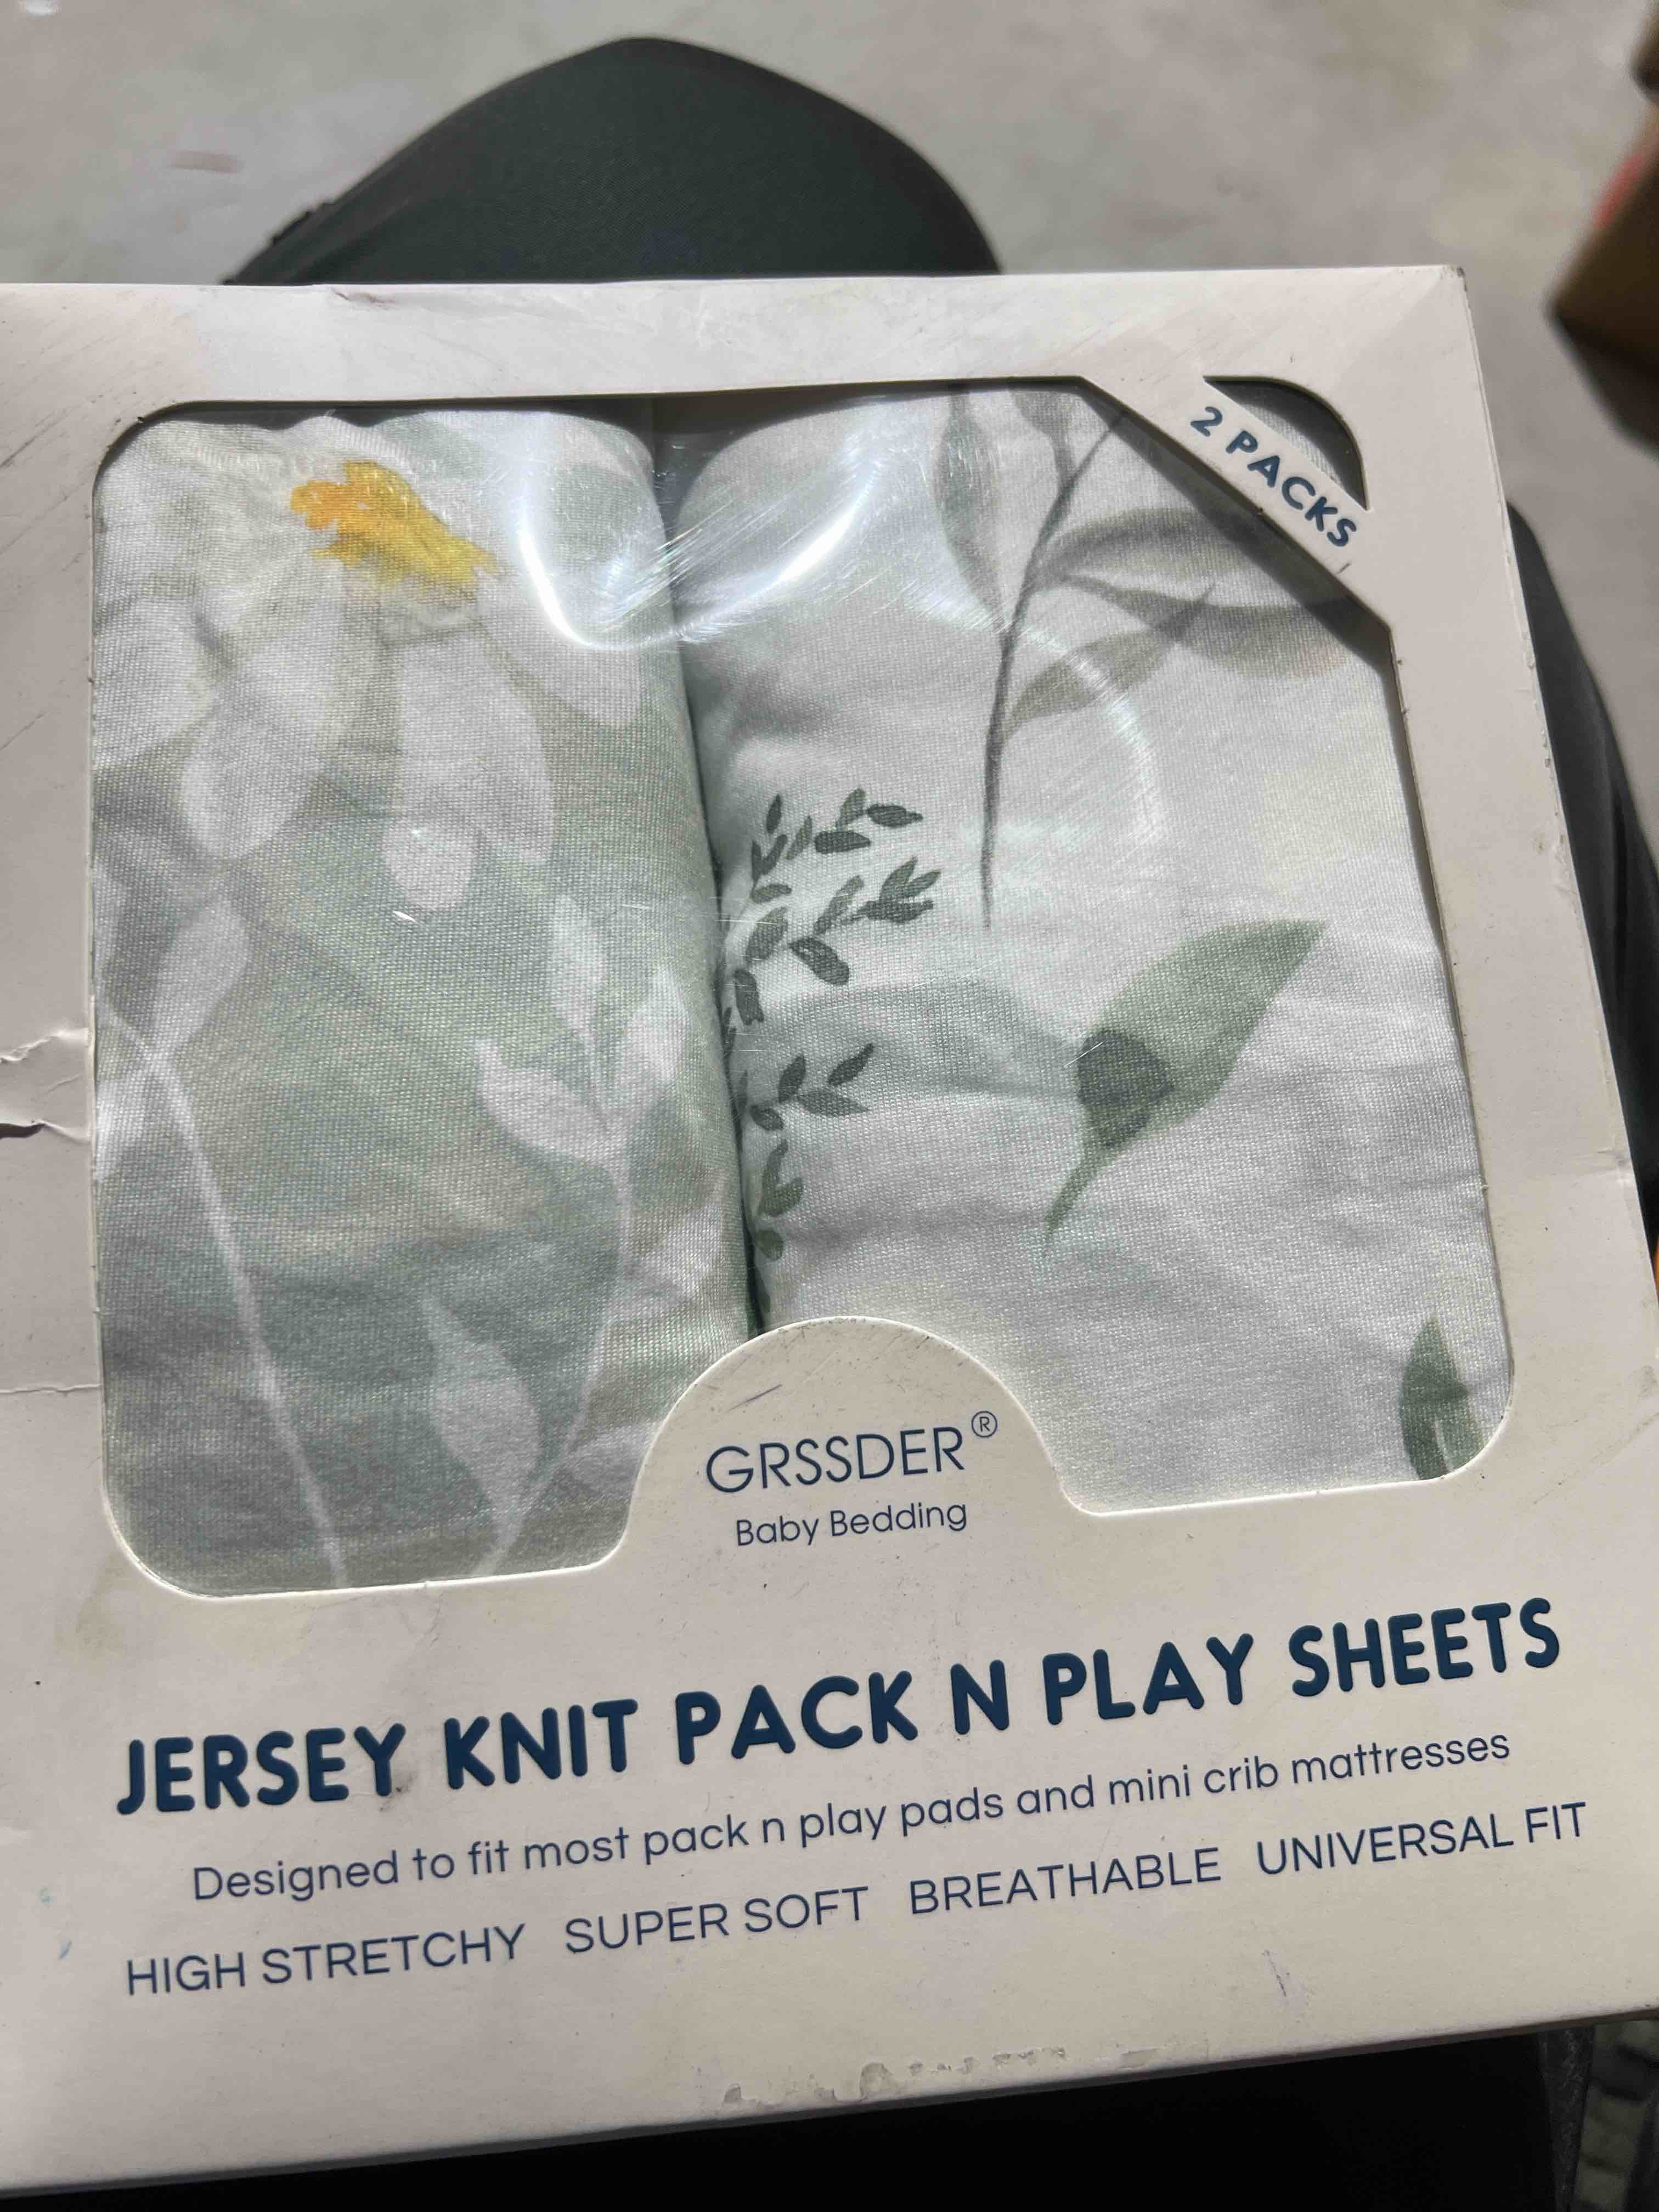 2 PACKS
GRSSDER®
Baby Bedding
JERSEY KNIT PACK N PLAY SHEETS
Designed to fit most pack n play pads and mini crib mattresses
HIGH STRETCHY SUPER SOFT BREATHABLE UNIVERSAL FIT